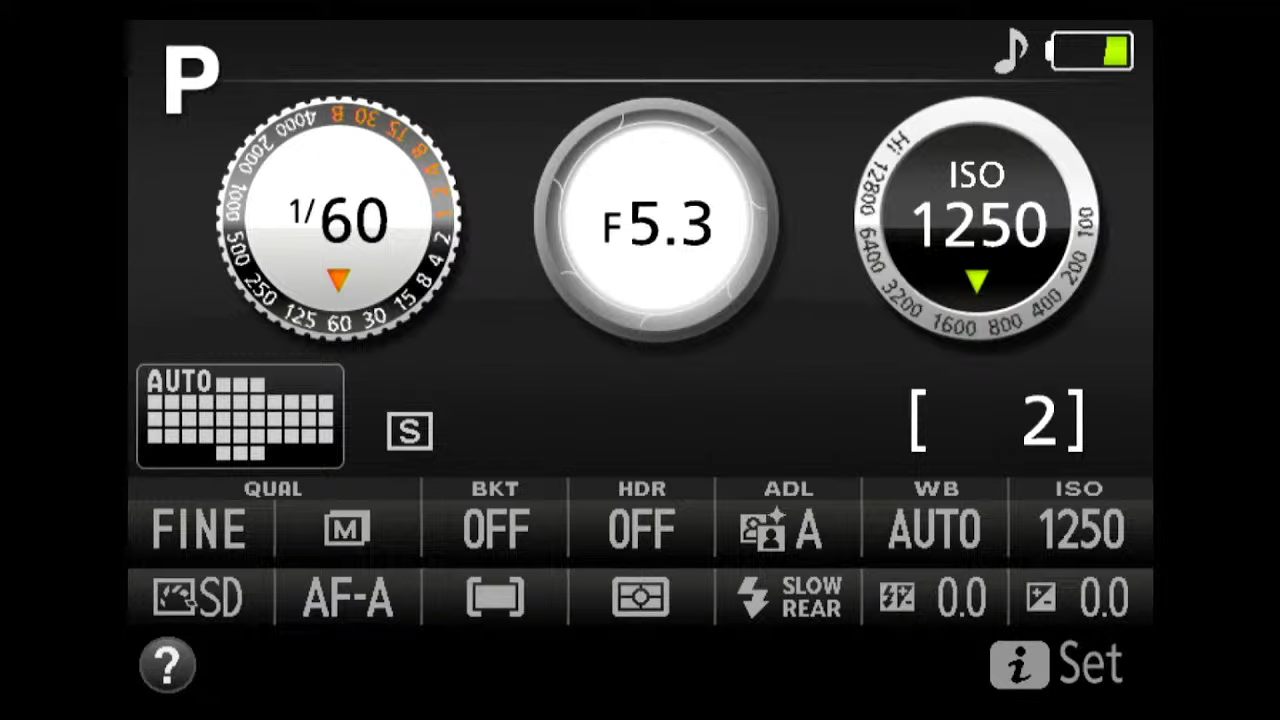 P
4000 B 30 15 8 4 2 1 2 4 8 15 30 60 125 250 500 1000 2000
1/60
F5.3
Hi 12800 6400 3200 1600 800 400 200 100
ISO
1250
AUTO
S
[ 2]
QUAL BKT HDR ADL WB ISO
FINE M OFF OFF A AUTO 1250
SD AF-A SLOW REAR 0.0 0.0
? i Set